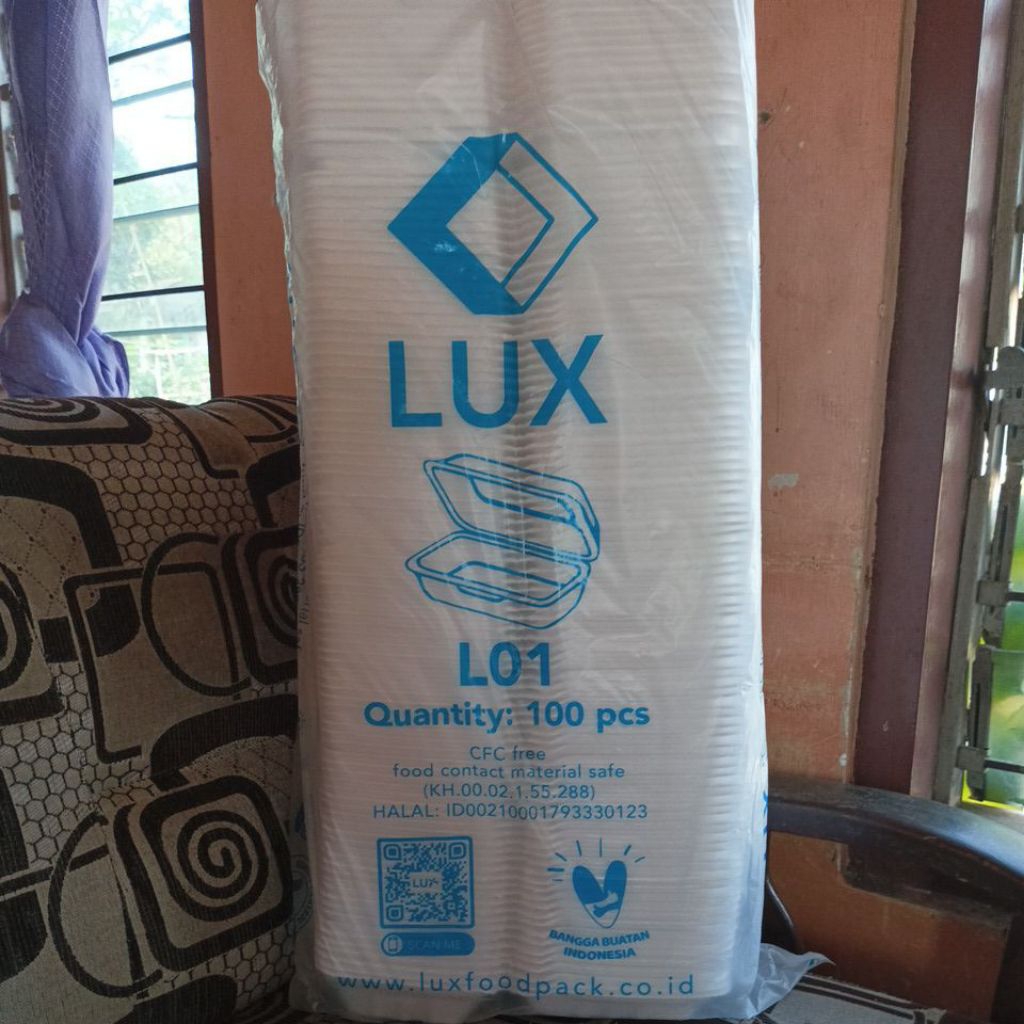 LUX
L01
Quantity: 100 pcs
CFC free
food contact material safe
(KH.00.02.1.55.288)
HALAL: ID00210001793330123
LUX
SCAN ME
BANGGA BUATAN
INDONESIA
www.luxfoodpack.co.id